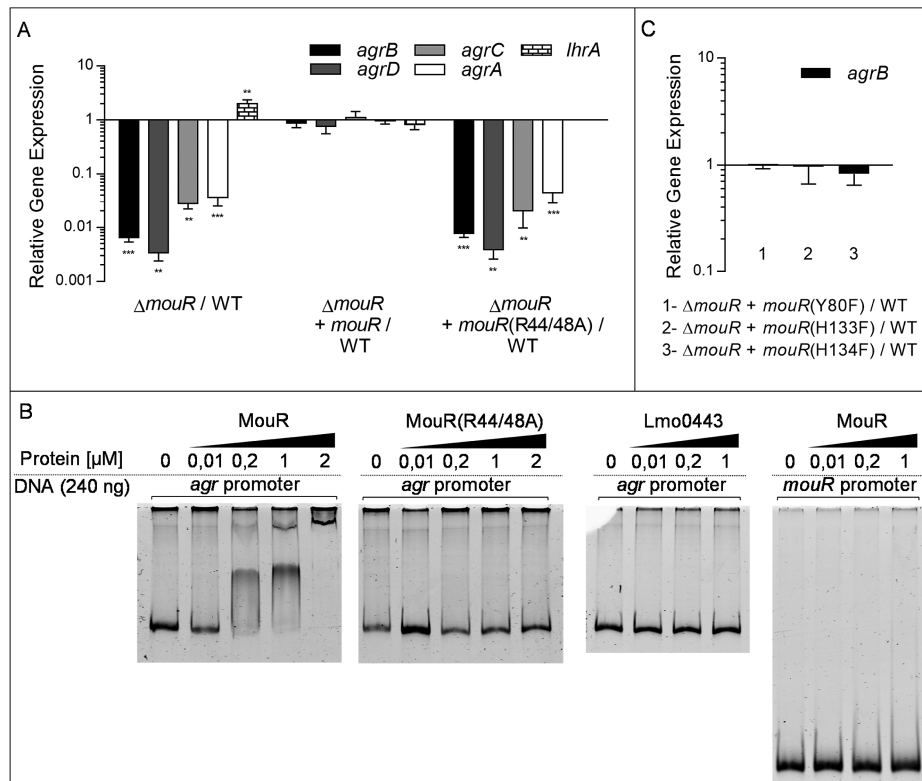 A
agrB agrC lhrA
agrD agrA
Relative Gene Expression
10
1
0.1
0.01
0.001
**
*** ** ** ***
*** ** ** ***
ΔmouR / WT
ΔmouR
+ mouR /
WT
ΔmouR
+ mouR(R44/48A) /
WT
C
agrB
Relative Gene Expression
10
1
0.1
1 2 3
1- ΔmouR + mouR(Y80F) / WT
2- ΔmouR + mouR(H133F) / WT
3- ΔmouR + mouR(H134F) / WT
B
MouR MouR(R44/48A) Lmo0443 MouR
Protein [µM] 0 0,01 0,2 1 2 0 0,01 0,2 1 2 0 0,01 0,2 1 0 0,01 0,2 1
DNA (240 ng) agr promoter agr promoter agr promoter mouR promoter